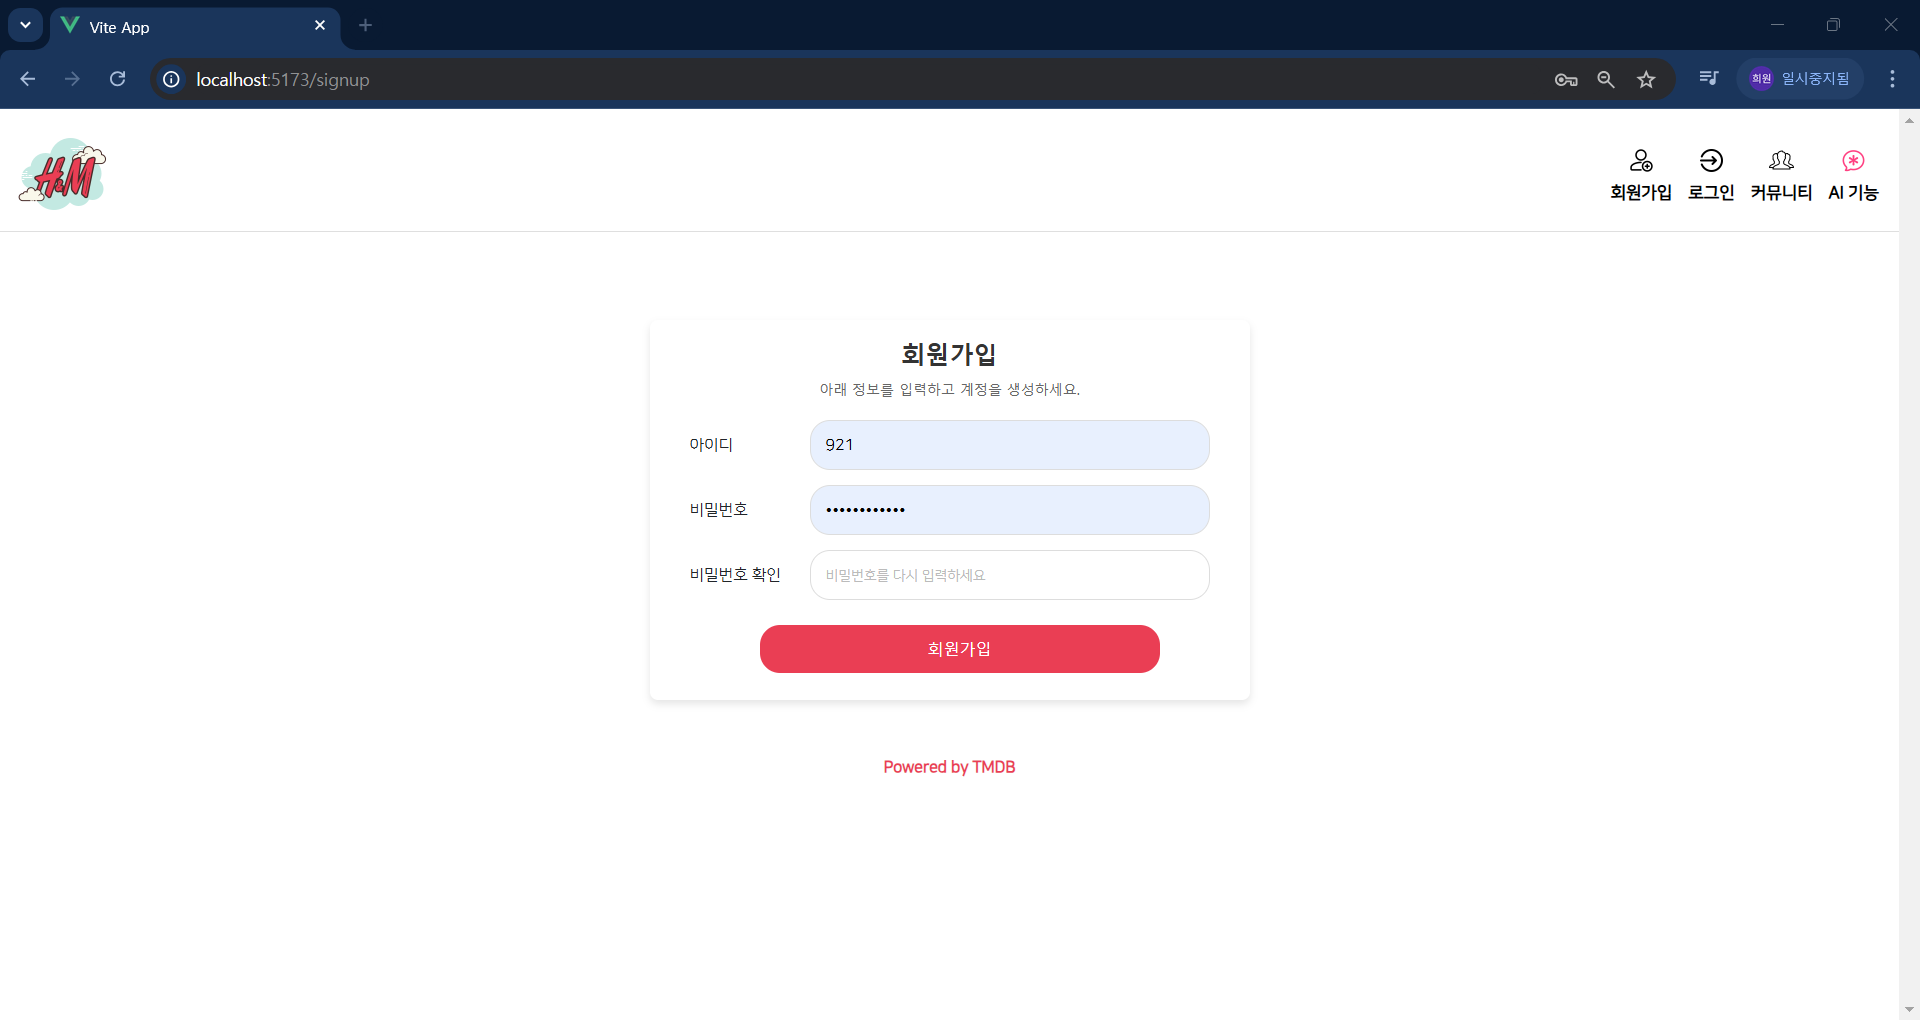 Vite App
localhost:5173/signup
희원 일시중지됨
H&M
회원가입 로그인 커뮤니티 AI 기능
회원가입
아래 정보를 입력하고 계정을 생성하세요.
아이디 921
비밀번호 ••••••••••••
비밀번호 확인 비밀번호를 다시 입력하세요
회원가입
Powered by TMDB